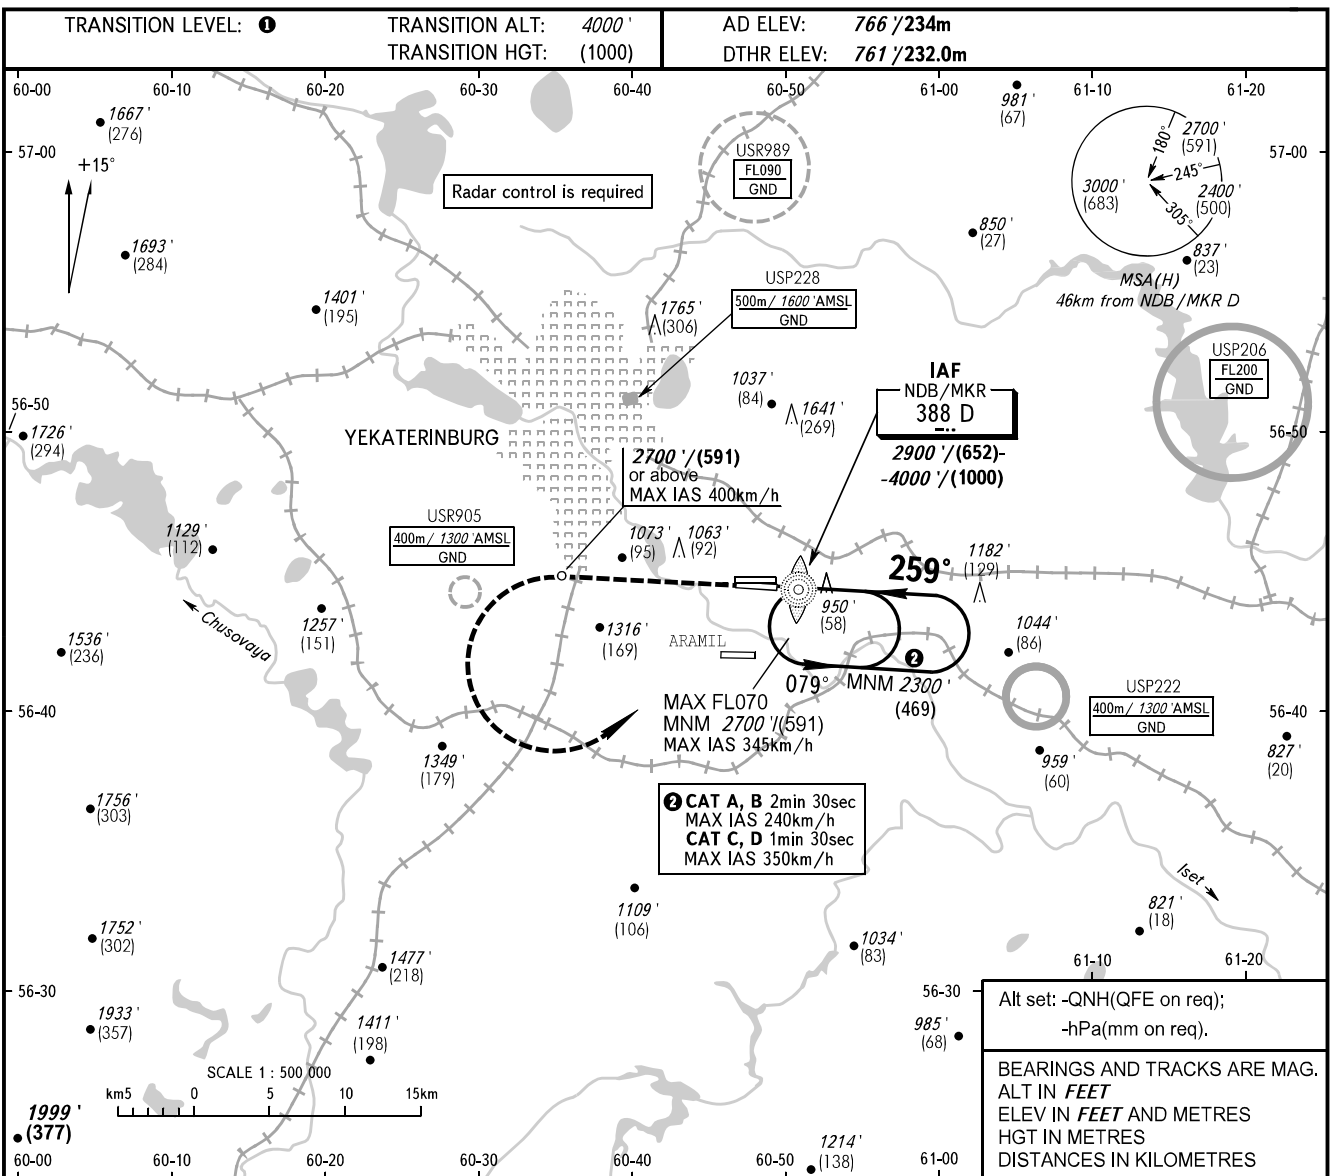 TRANSITION LEVEL: ❶
TRANSITION ALT: 4000 '
TRANSITION HGT: (1000)
AD ELEV: 766 '/234m
DTHR ELEV: 761 '/232.0m
60-00 60-10 60-20 60-30 60-40 60-50 61-00 61-10 61-20
1667 '
(276)
981 '
(67)
57-00
57-00
+15°
Radar control is required
USR989
FL090
GND
180°
2700 '
(591)
245°
3000 '
(683)
2400 '
(500)
305°
MSA(H)
46km from NDB/MKR D
850 '
(27)
837 '
(23)
1693 '
(284)
1401 '
(195)
1765 '
(306)
USP228
500m/ 1600 'AMSL
GND
USP206
FL200
GND
1037 '
(84)
1641 '
(269)
IAF
NDB/MKR
388 D
2900 '/(652)-
-4000 '/(1000)
56-50
56-50
1726 '
(294)
YEKATERINBURG
2700 '/(591)
or above
MAX IAS 400km/h
USR905
400m/ 1300 'AMSL
GND
1129 '
(112)
1073 '
(95)
1063 '
(92)
259°
1182 '
(129)
950 '
(58)
Chusovaya
1257 '
(151)
1536 '
(236)
1316 '
(169)
ARAMIL
1044 '
(86)
❷
079° MNM 2300 '
(469)
MAX FL070
MNM 2700 '/(591)
MAX IAS 345km/h
USP222
400m/ 1300 'AMSL
GND
56-40
56-40
1349 '
(179)
959 '
(60)
827 '
(20)
1756 '
(303)
❷ CAT A, B 2min 30sec
MAX IAS 240km/h
CAT C, D 1min 30sec
MAX IAS 350km/h
Iset
1109 '
(106)
821 '
(18)
1752 '
(302)
1034 '
(83)
1477 '
(218)
61-10 61-20
56-30
56-30
1933 '
(357)
1411 '
(198)
985 '
(68)
Alt set: -QNH(QFE on req);
-hPa(mm on req).
SCALE 1 : 500 000
km5 0 5 10 15km
BEARINGS AND TRACKS ARE MAG.
ALT IN FEET
ELEV IN FEET AND METRES
HGT IN METRES
DISTANCES IN KILOMETRES
1999 '
(377)
1214 '
(138)
60-00 60-10 60-20 60-30 60-40 60-50 61-00